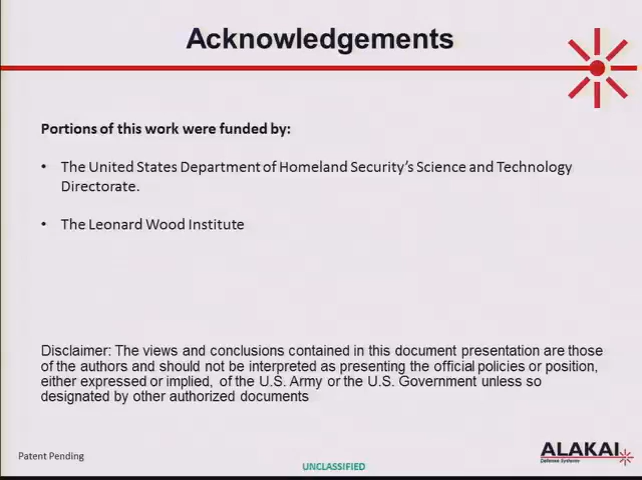 Acknowledgements
Portions of this work were funded by:
• The United States Department of Homeland Security's Science and Technology
Directorate.
• The Leonard Wood Institute
Disclaimer: The views and conclusions contained in this document presentation are those
of the authors and should not be interpreted as presenting the official policies or position,
either expressed or implied, of the U.S. Army or the U.S. Government unless so
designated by other authorized documents
Patent Pending
UNCLASSIFIED
ALAKAI
Defense Systems